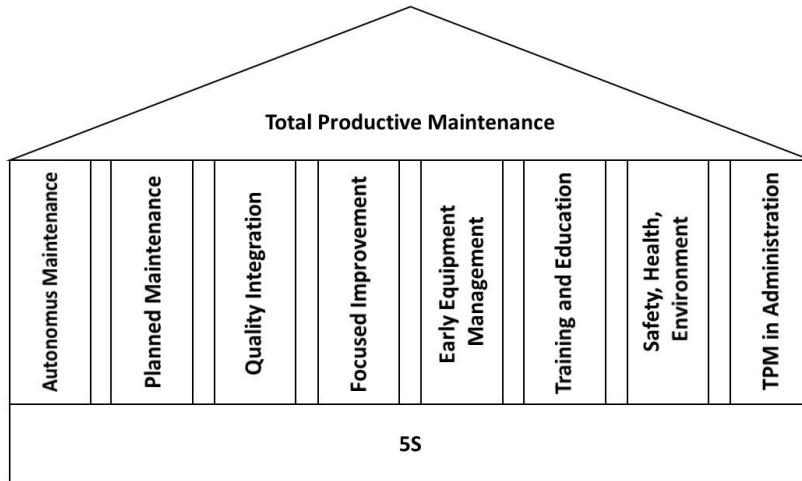 Total Productive Maintenance
Autonomus Maintenance
Planned Maintenance
Quality Integration
Focused Improvement
Early Equipment
Management
Training and Education
Safety, Health,
Environment
TPM in Administration
5S